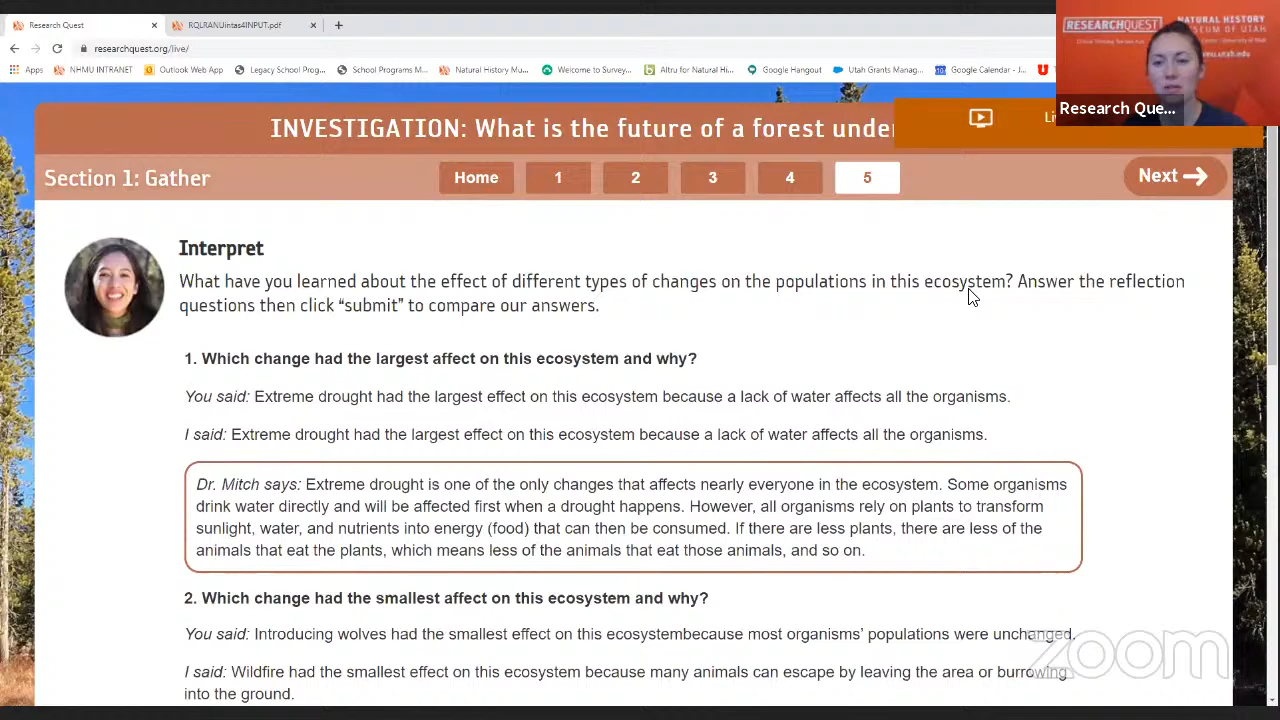 Research Quest
RQLRANUintas4INPUT.pdf
researchquest.org/live/
Apps
NHMU INTRANET
Outlook Web App
Legacy School Prog...
School Programs M...
Natural History Mu...
Welcome to Survey...
Altru for Natural Hi...
Google Hangout
Utah Grants Manag...
Google Calendar - J...
RESEARCHQUEST
NATURAL HISTORY
MUSEUM OF UTAH
Research Que...
INVESTIGATION: What is the future of a forest under
Section 1: Gather
Home
1
2
3
4
5
Next
Interpret
What have you learned about the effect of different types of changes on the populations in this ecosystem? Answer the reflection
questions then click “submit” to compare our answers.
1. Which change had the largest affect on this ecosystem and why?
You said: Extreme drought had the largest effect on this ecosystem because a lack of water affects all the organisms.
I said: Extreme drought had the largest effect on this ecosystem because a lack of water affects all the organisms.
Dr. Mitch says: Extreme drought is one of the only changes that affects nearly everyone in the ecosystem. Some organisms
drink water directly and will be affected first when a drought happens. However, all organisms rely on plants to transform
sunlight, water, and nutrients into energy (food) that can then be consumed. If there are less plants, there are less of the
animals that eat the plants, which means less of the animals that eat those animals, and so on.
2. Which change had the smallest affect on this ecosystem and why?
You said: Introducing wolves had the smallest effect on this ecosystembecause most organisms’ populations were unchanged.
I said: Wildfire had the smallest effect on this ecosystem because many animals can escape by leaving the area or burrowing
into the ground.
zoom